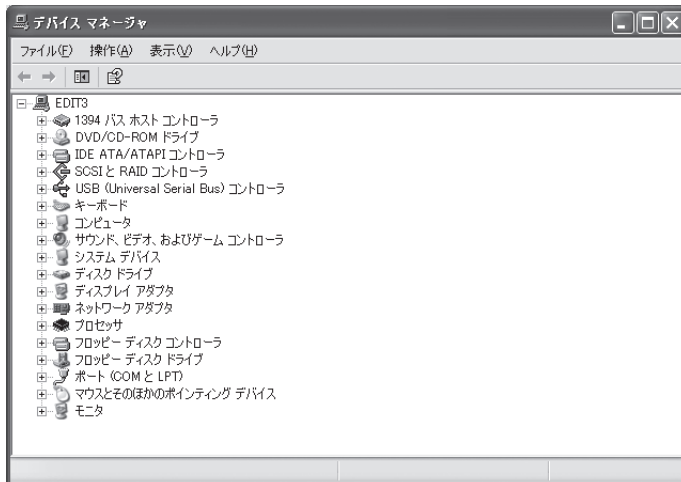 デバイス マネージャ
ファイル(F) 操作(A) 表示(V) ヘルプ(H)
EDIT3
1394 バス ホスト コントローラ
DVD/CD-ROM ドライブ
IDE ATA/ATAPI コントローラ
SCSI と RAID コントローラ
USB (Universal Serial Bus) コントローラ
キーボード
コンピュータ
サウンド、ビデオ、およびゲーム コントローラ
システム デバイス
ディスク ドライブ
ディスプレイ アダプタ
ネットワーク アダプタ
プロセッサ
フロッピー ディスク コントローラ
フロッピー ディスク ドライブ
ポート (COM と LPT)
マウスとそのほかのポインティング デバイス
モニタ